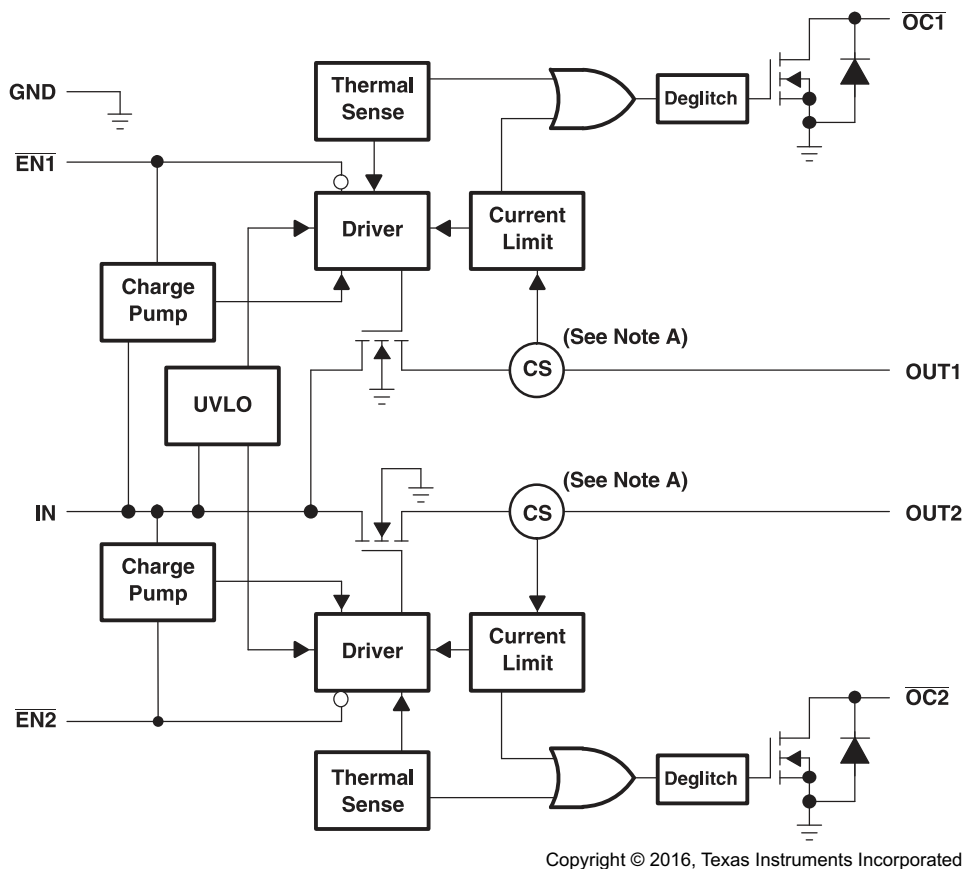 OC1
Thermal
Sense
Deglitch
GND
EN1
Driver
Current
Limit
Charge
Pump
(See Note A)
CS
OUT1
UVLO
(See Note A)
IN
CS
OUT2
Charge
Pump
Driver
Current
Limit
OC2
EN2
Thermal
Sense
Deglitch
Copyright © 2016, Texas Instruments Incorporated